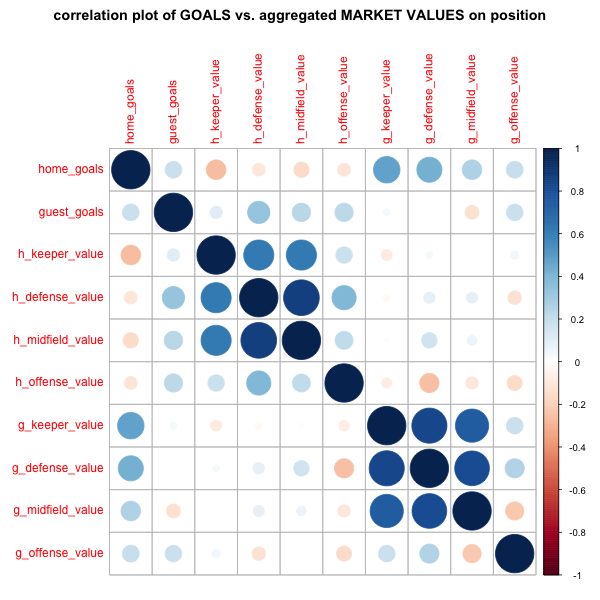 correlation plot of GOALS vs. aggregated MARKET VALUES on position
home_goals
guest_goals
h_keeper_value
h_defense_value
h_midfield_value
h_offense_value
g_keeper_value
g_defense_value
g_midfield_value
g_offense_value
home_goals
guest_goals
h_keeper_value
h_defense_value
h_midfield_value
h_offense_value
g_keeper_value
g_defense_value
g_midfield_value
g_offense_value
1
0.8
0.6
0.4
0.2
0
-0.2
-0.4
-0.6
-0.8
-1